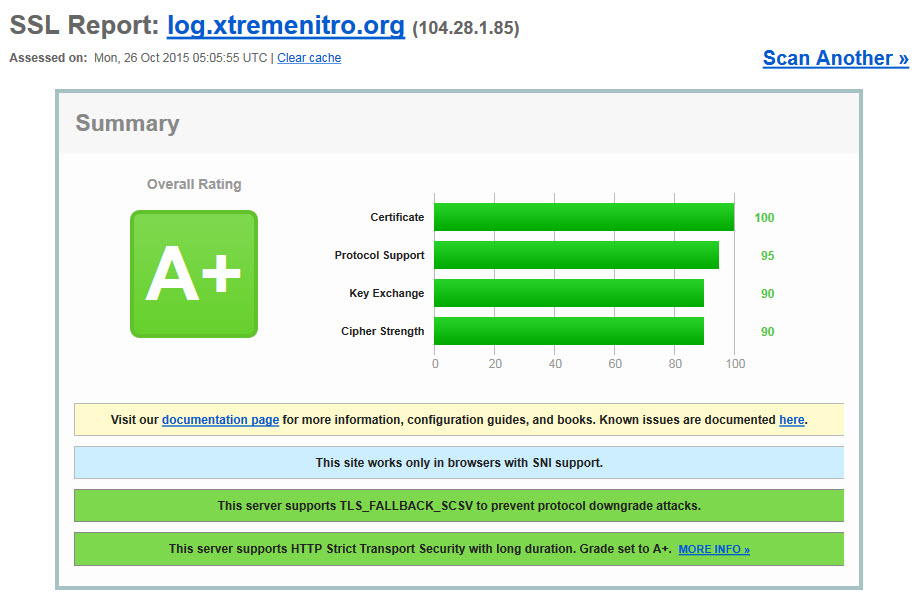 SSL Report: log.xtremenitro.org (104.28.1.85)
Assessed on: Mon, 26 Oct 2015 05:05:55 UTC | Clear cache
Scan Another »
Summary
Overall Rating
A+
Certificate 100
Protocol Support 95
Key Exchange 90
Cipher Strength 90
0 20 40 60 80 100
Visit our documentation page for more information, configuration guides, and books. Known issues are documented here.
This site works only in browsers with SNI support.
This server supports TLS_FALLBACK_SCSV to prevent protocol downgrade attacks.
This server supports HTTP Strict Transport Security with long duration. Grade set to A+. MORE INFO »